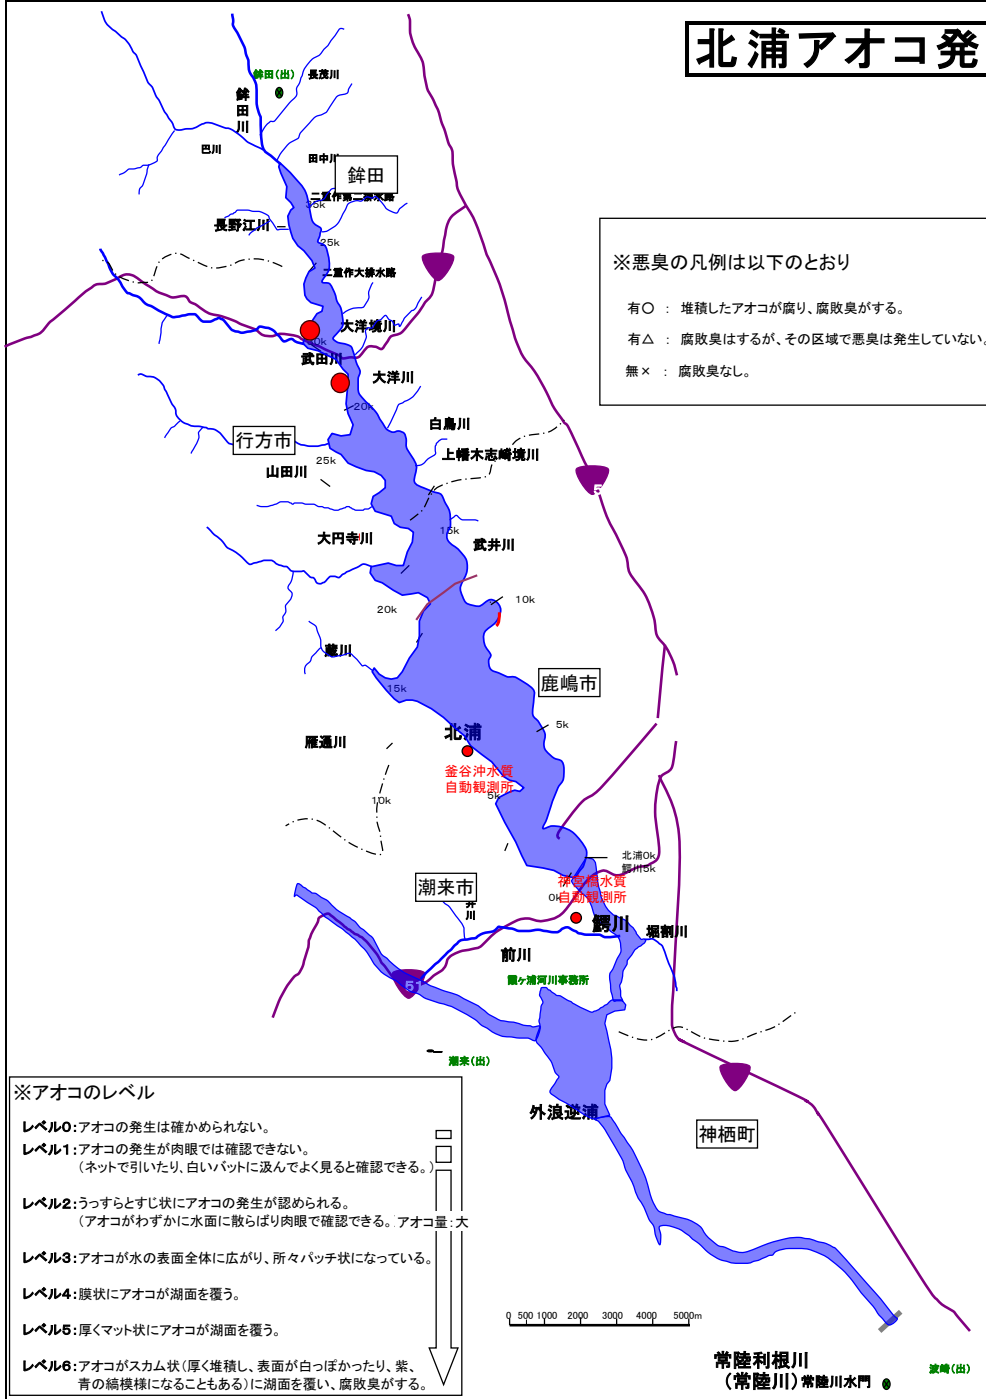 北浦アオコ発
鉾田(出)
長茂川
鉾田川
巴川
田中川
鉾田
二重作第二排水路
35k
長野江川
25k
二重作大排水路
大洋境川
30k
武田川
大洋川
20k
白鳥川
行方市
上幡木志崎境川
25k
山田川
5
15k
大円寺川
武井川
10k
20k
蔵川
鹿嶋市
15k
5k
北浦
雁通川
釜谷沖水質
自動観測所
5k
10k
北浦0k
鰐川5k
神宮橋水質
自動観測所
0k
潮来市
井川
鰐川
堀割川
前川
霞ヶ浦河川事務所
51
潮来(出)
外浪逆浦
神栖町
※悪臭の凡例は以下のとおり
有○ : 堆積したアオコが腐り、腐敗臭がする。
有△ : 腐敗臭はするが、その区域で悪臭は発生していない。
無× : 腐敗臭なし。
※アオコのレベル
レベル0:アオコの発生は確かめられない。
レベル1:アオコの発生が肉眼では確認できない。
(ネットで引いたり、白いバットに汲んでよく見ると確認できる。)
レベル2:うっすらとすじ状にアオコの発生が認められる。
(アオコがわずかに水面に散らばり肉眼で確認できる。
アオコ量:大
レベル3:アオコが水の表面全体に広がり、所々パッチ状になっている。
レベル4:膜状にアオコが湖面を覆う。
レベル5:厚くマット状にアオコが湖面を覆う。
レベル6:アオコがスカム状(厚く堆積し、表面が白っぽかったり、紫、
青の縞模様になることもある)に湖面を覆い、腐敗臭がする。
0 500 1000 2000 3000 4000 5000m
常陸利根川
(常陸川)常陸川水門
波崎(出)